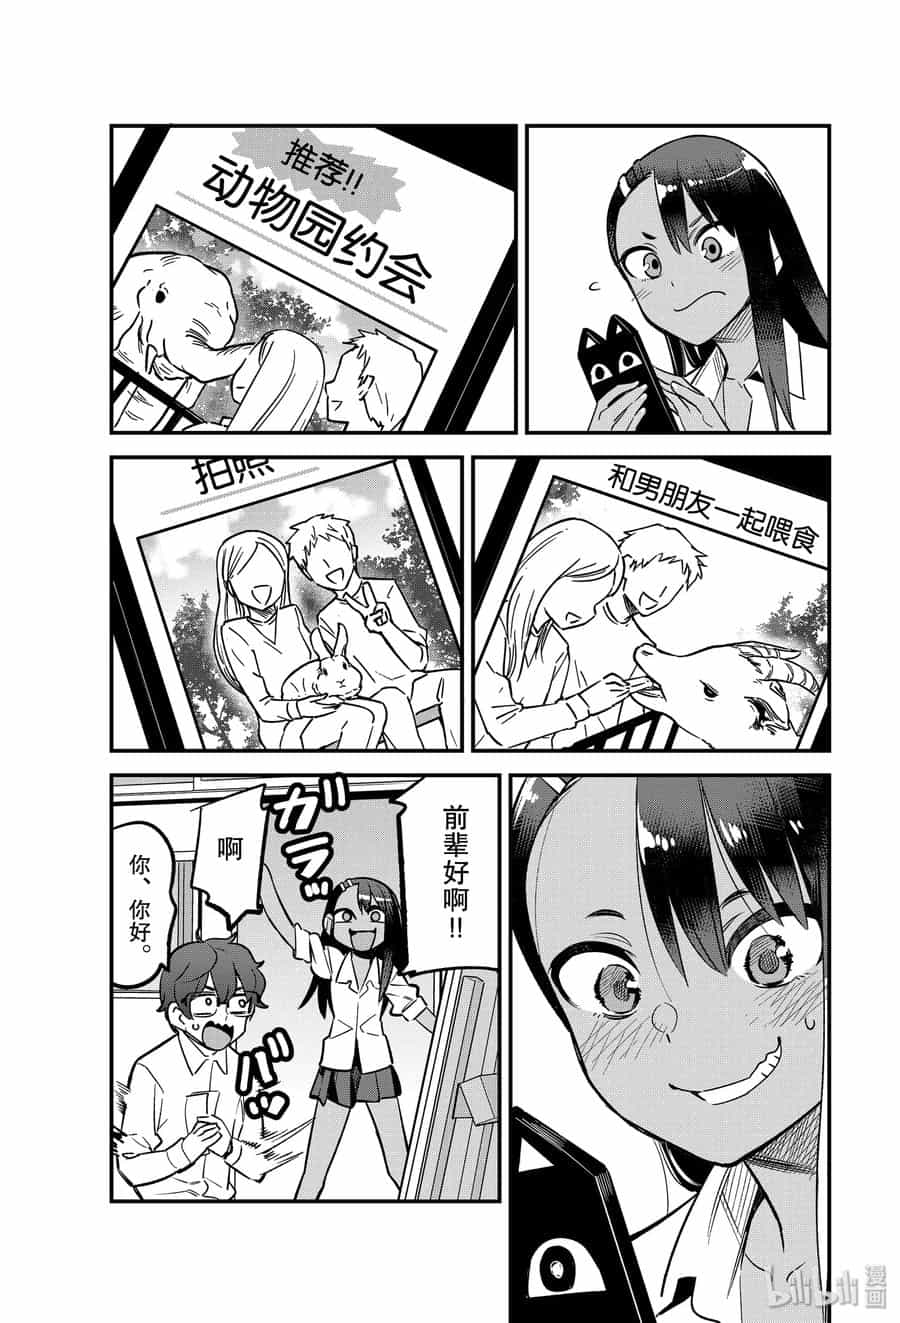 推荐!!
动物园约会
和男朋友一起喂食
拍照
前辈好啊!!
ガラッ
啊
バッ
你、你好。
bilibili
漫画